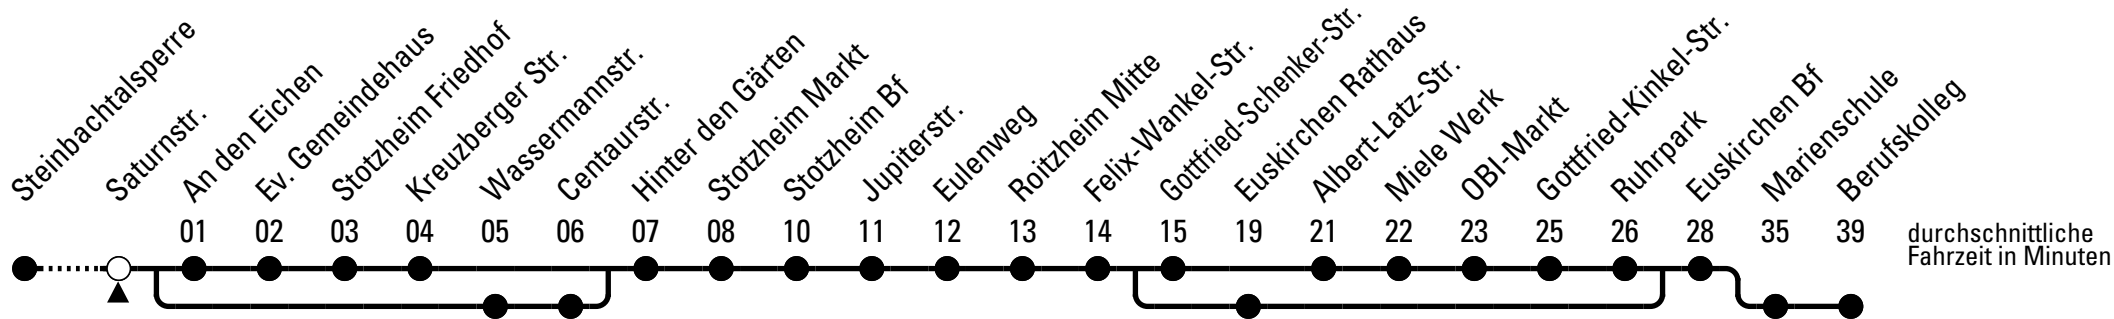 Steinbachtalsperre
Saturnstr.
An den Eichen
Ev. Gemeindehaus
Stotzheim Friedhof
Kreuzberger Str.
Wassermannstr.
Centaurstr.
Hinter den Gärten
Stotzheim Markt
Stotzheim Bf
Jupiterstr.
Eulenweg
Roitzheim Mitte
Felix-Wankel-Str.
Gottfried-Schenker-Str.
Euskirchen Rathaus
Albert-Latz-Str.
Miele Werk
OBI-Markt
Gottfried-Kinkel-Str.
Ruhrpark
Euskirchen Bf
Marienschule
Berufskolleg
01 02 03 04 05 06 07 08 10 11 12 13 14 15 19 21 22 23 25 26 28 35 39
durchschnittliche
Fahrzeit in Minuten